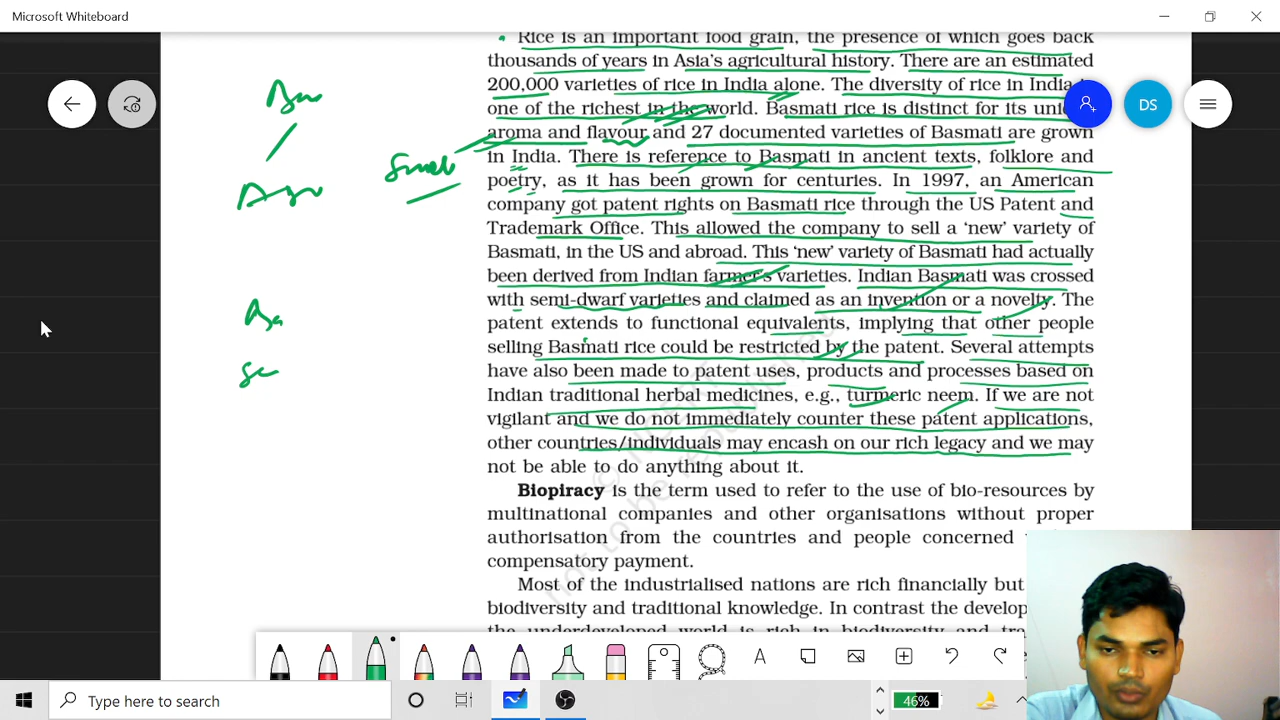 Microsoft Whiteboard
DS
Rice is an important food grain, the presence of which goes back
thousands of years in Asia's agricultural history. There are an estimated
200,000 varieties of rice in India alone. The diversity of rice in India
one of the richest in the world. Basmati rice is distinct for its
aroma and flavour and 27 documented varieties of Basmati are grown
in India. There is reference to Basmati in ancient texts, folklore and
poetry, as it has been grown for centuries. In 1997, an American
company got patent rights on Basmati rice through the US Patent and
Trademark Office. This allowed the company to sell a 'new' variety of
Basmati, in the US and abroad. This 'new' variety of Basmati had actually
been derived from Indian farmer's varieties. Indian Basmati was crossed
with semi-dwarf varieties and claimed as an invention or a novelty. The
patent extends to functional equivalents, implying that other people
selling Basmati rice could be restricted by the patent. Several attempts
have also been made to patent uses, products and processes based on
Indian traditional herbal medicines, e.g., turmeric neem. If we are not
vigilant and we do not immediately counter these patent applications,
other countries/individuals may encash on our rich legacy and we may
not be able to do anything about it.
Biopiracy is the term used to refer to the use of bio-resources by
multinational companies and other organisations without proper
authorisation from the countries and people concerned
compensatory payment.
Most of the industrialised nations are rich financially but
biodiversity and traditional knowledge. In contrast the develop
the underdeveloped world is rich in biodiversity and
Type here to search
46%